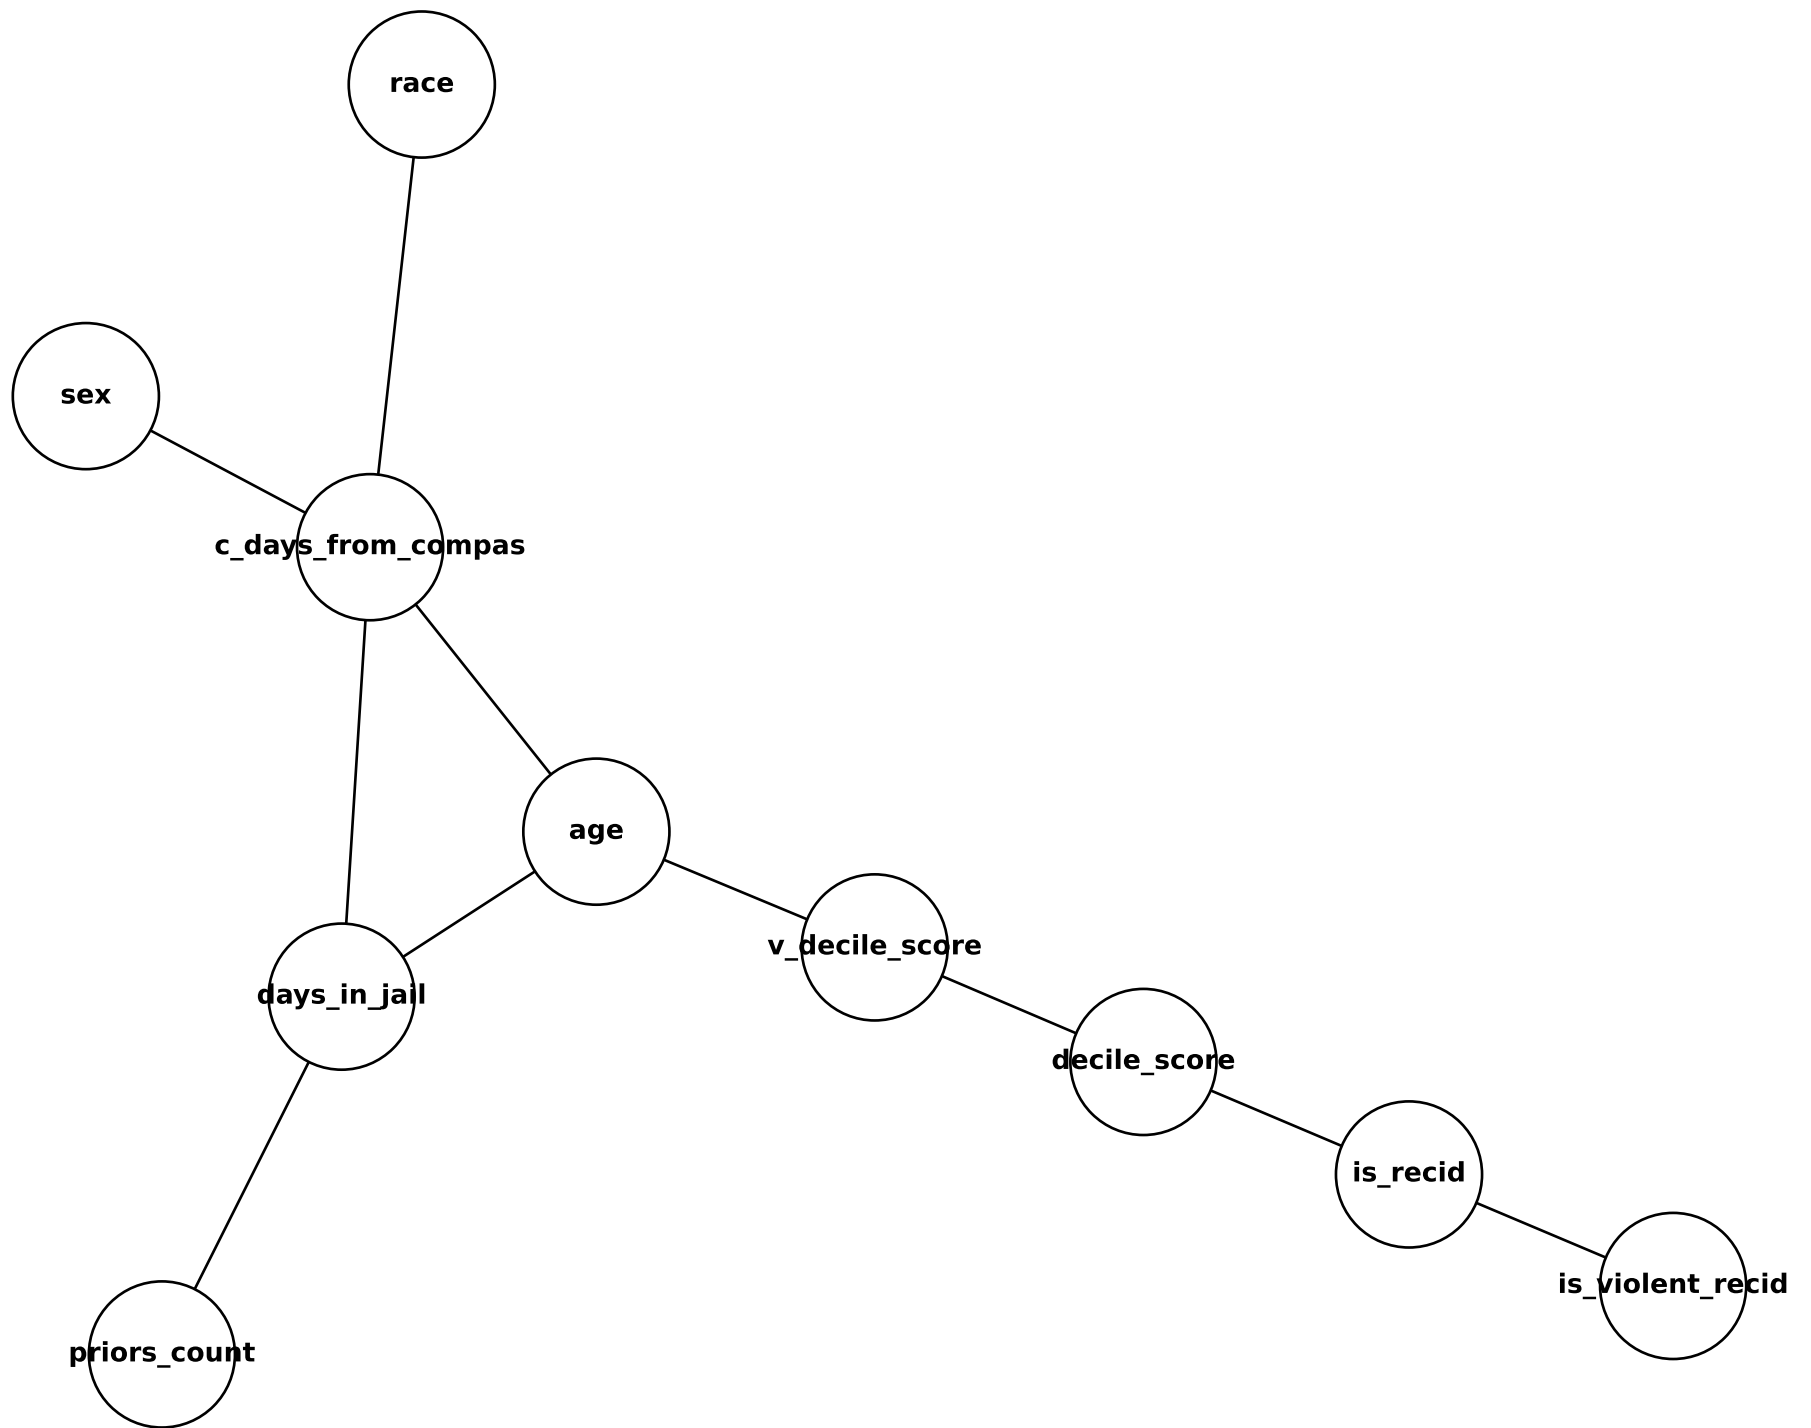 race
sex
c_days_from_compas
age
v_decile_score
days_in_jail
decile_score
is_recid
is_violent_recid
priors_count